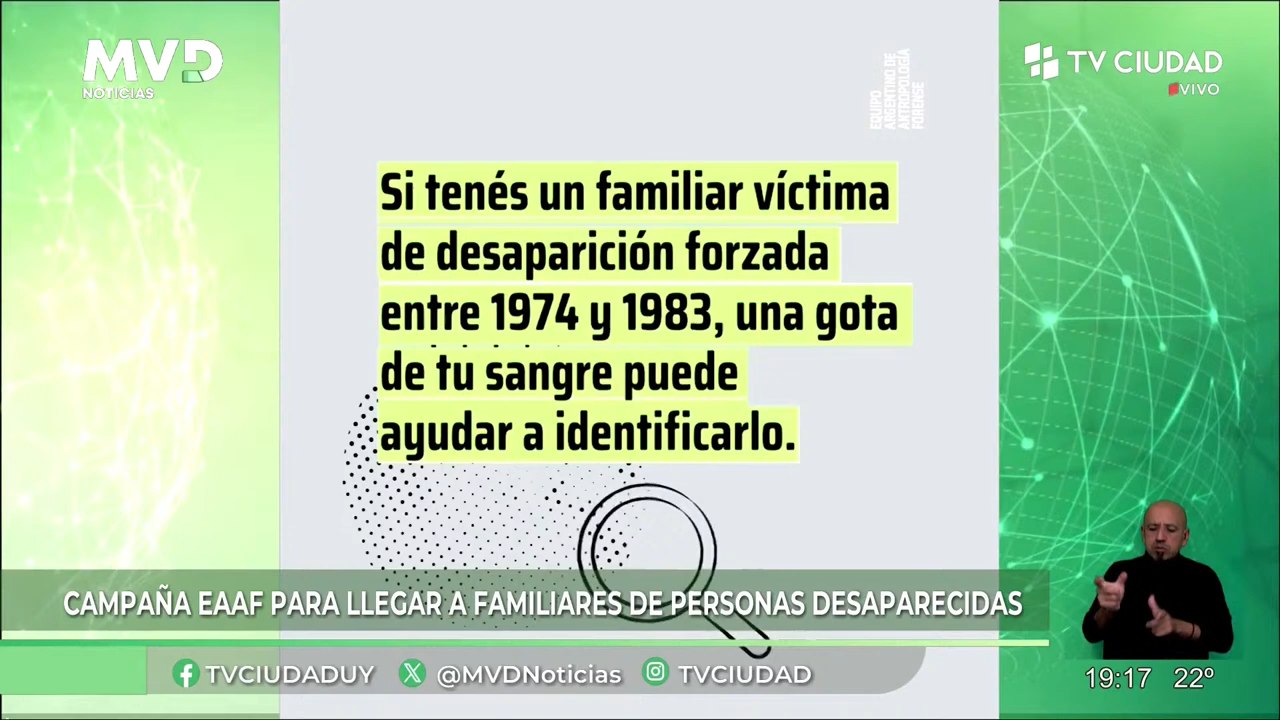 MVD
NOTICIAS
TV CIUDAD
VIVO
EQUIPO
ARGENTINO DE
ANTROPOLOGÍA
FORENSE
Si tenés un familiar víctima
de desaparición forzada
entre 1974 y 1983, una gota
de tu sangre puede
ayudar a identificarlo.
CAMPAÑA EAAF PARA LLEGAR A FAMILIARES DE PERSONAS DESAPARECIDAS
TVCIUDADUY @MVDNoticias TVCIUDAD
19:17 22º